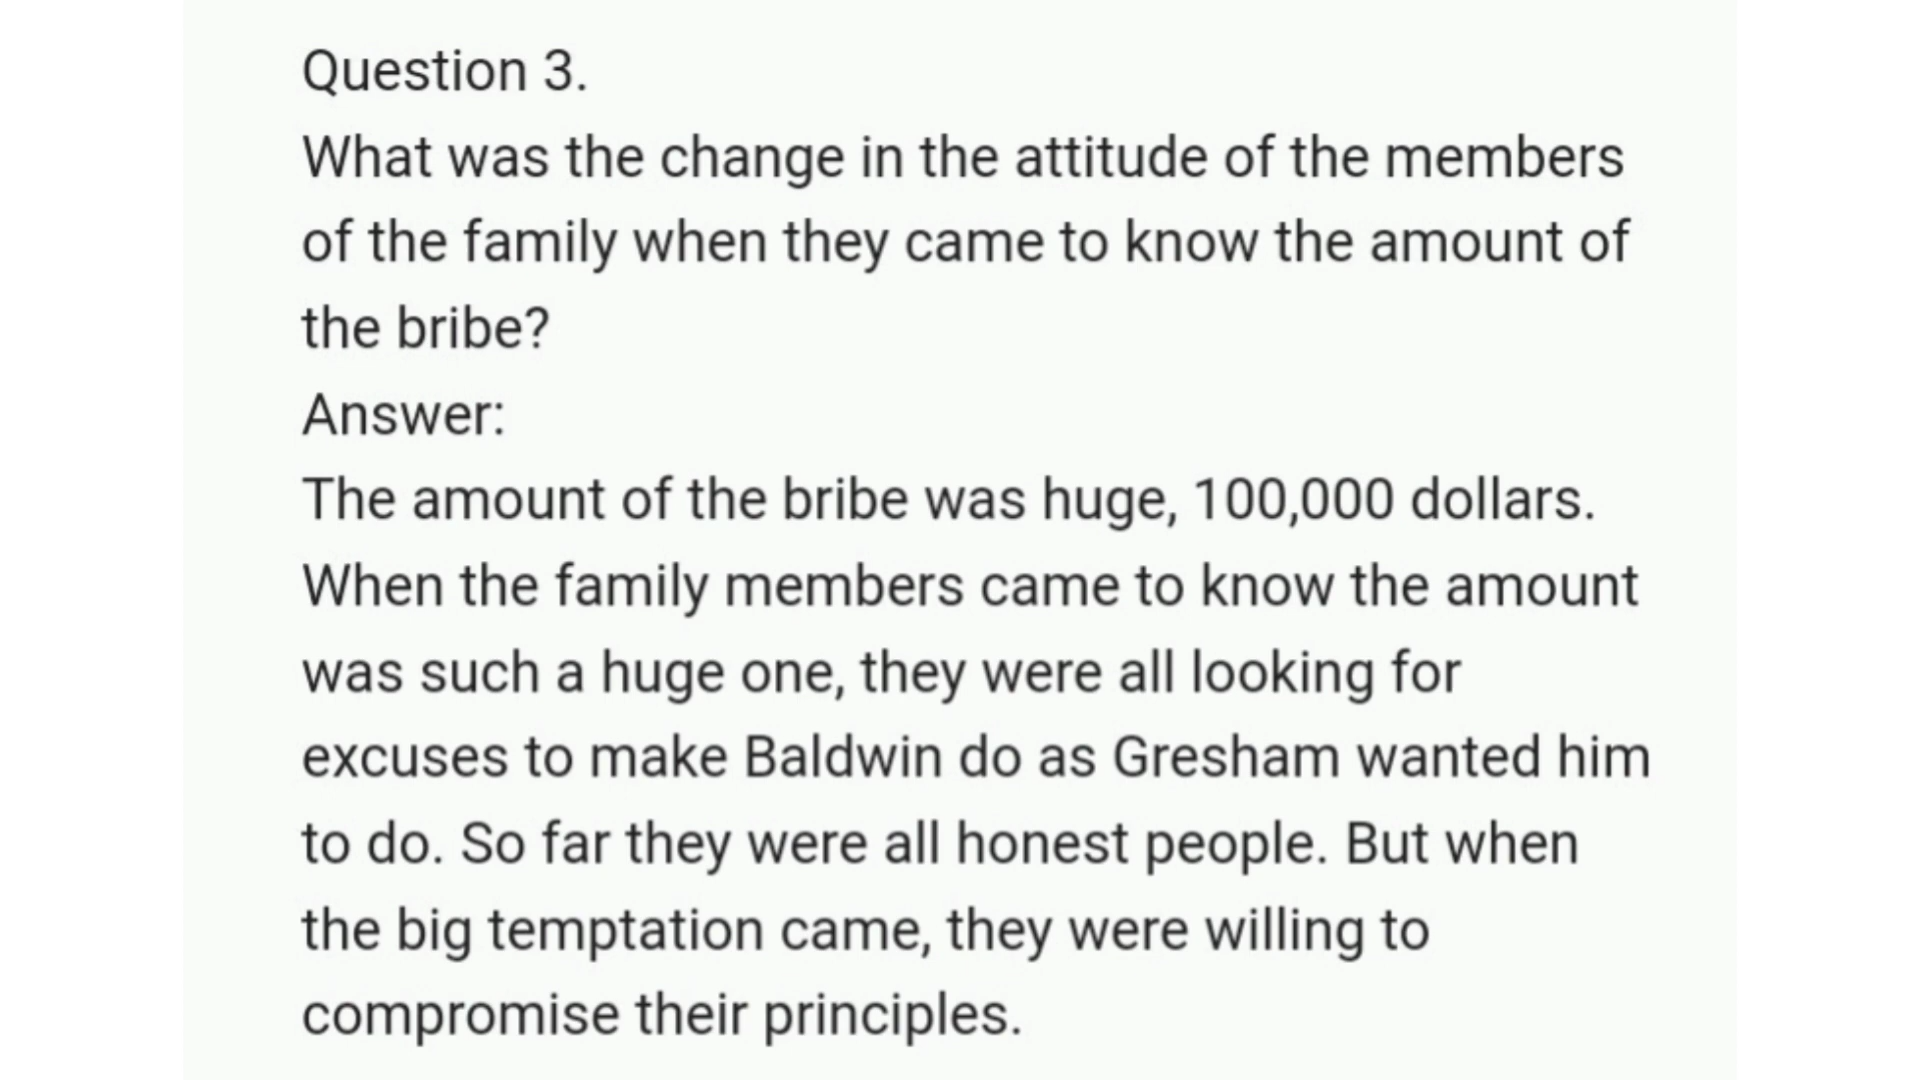 Question 3.
What was the change in the attitude of the members
of the family when they came to know the amount of
the bribe?
Answer:
The amount of the bribe was huge, 100,000 dollars.
When the family members came to know the amount
was such a huge one, they were all looking for
excuses to make Baldwin do as Gresham wanted him
to do. So far they were all honest people. But when
the big temptation came, they were willing to
compromise their principles.